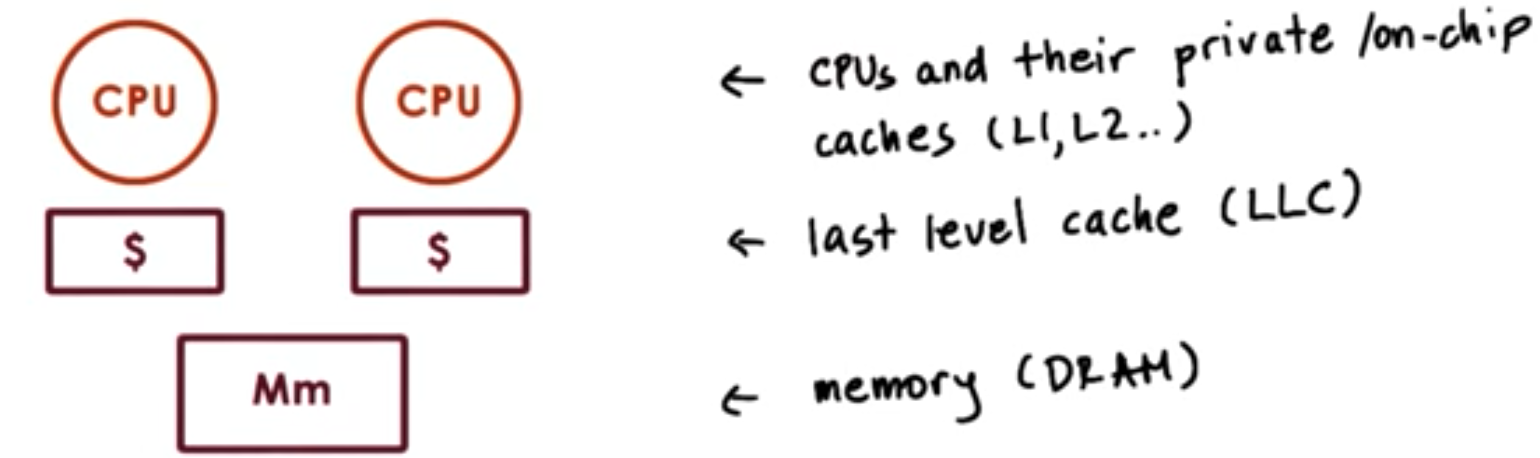 CPU CPU
← CPUs and their private /on-chip
caches (L1,L2..)
$ $
← last level cache (LLC)
Mm
← memory (DRAM)